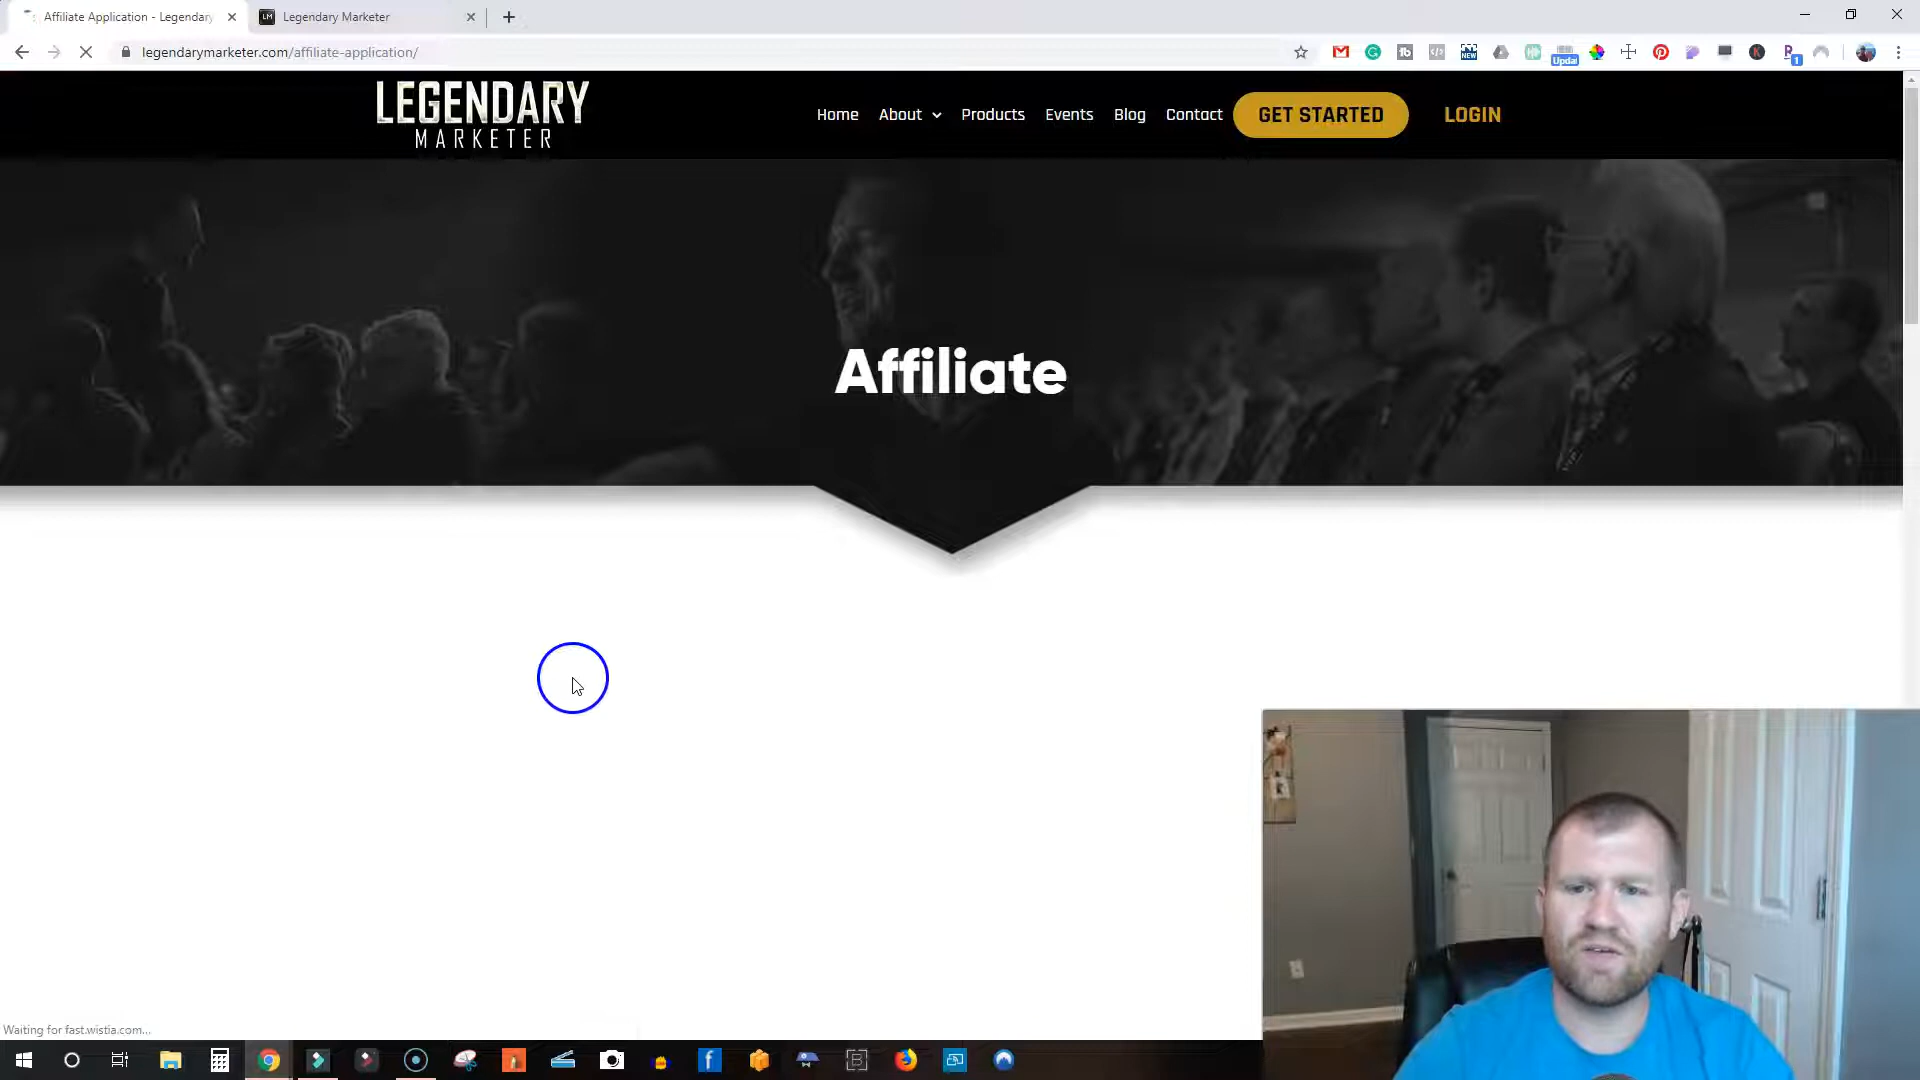 Affiliate Application - Legendary
Legendary Marketer
legendarymarketer.com/affiliate-application/
LEGENDARY
MARKETER
Home
About
Products
Events
Blog
Contact
GET STARTED
LOGIN
Affiliate
Waiting for fast.wistia.com...